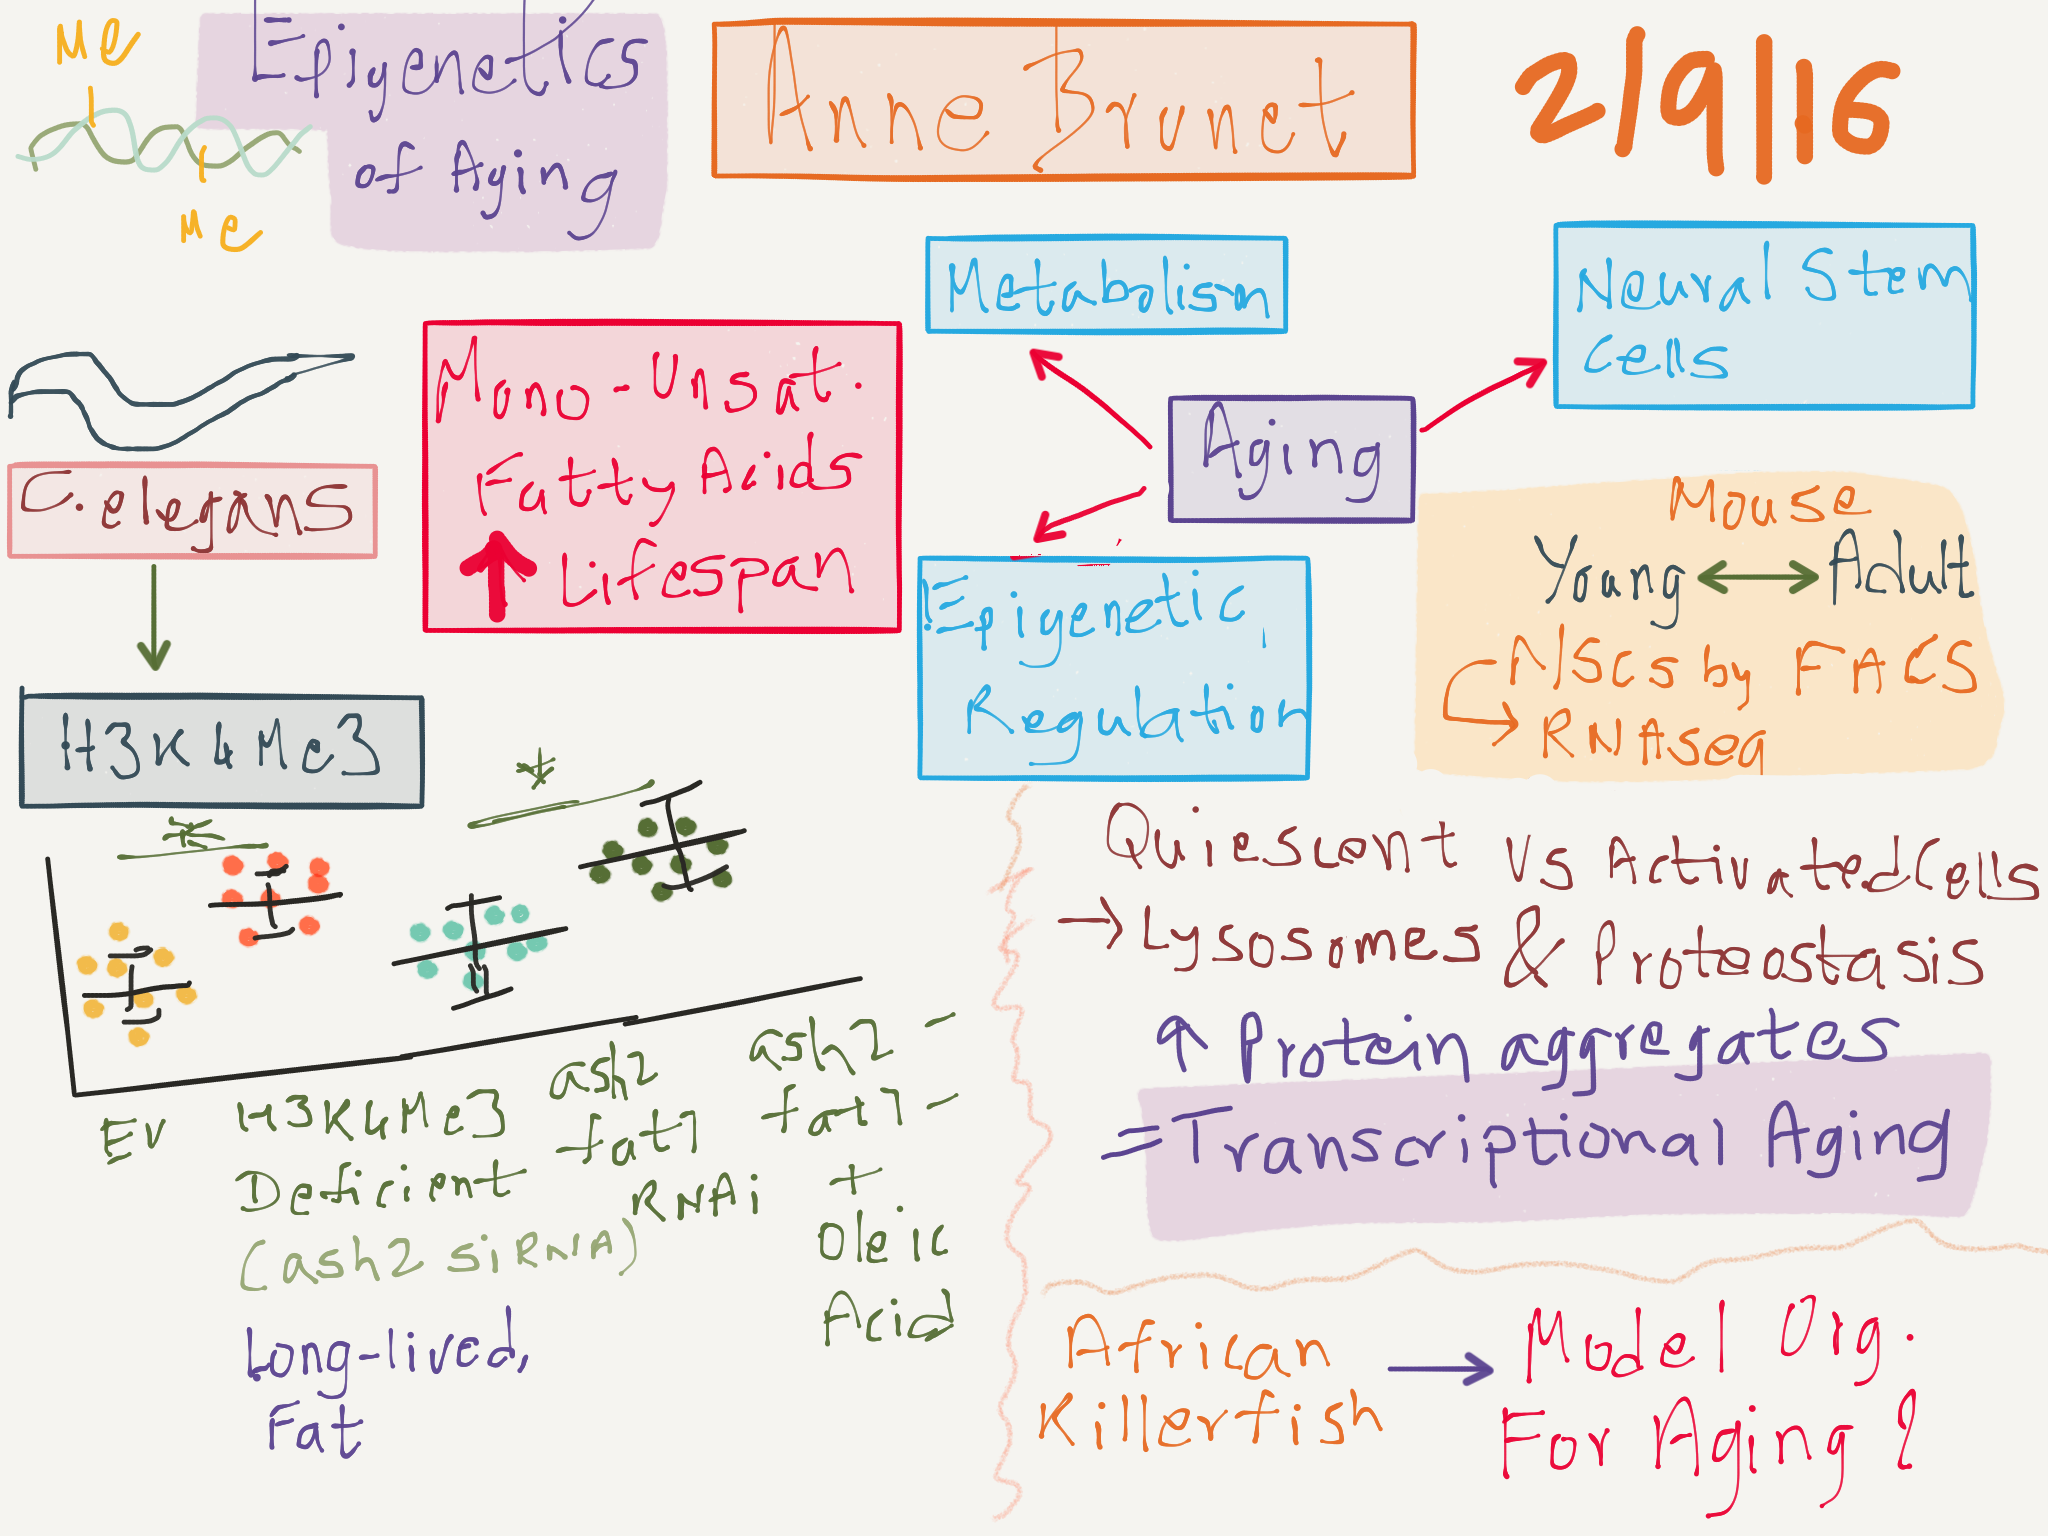 Me
Epigenetics
of Aging
Me
Anne Brunet
2/9/16
Metabolism
Neural Stem
Cells
Aging
Mono-Unsat.
Fatty Acids
↑ Lifespan
C. elegans
Epigenetic
Regulation
Mouse
Young ↔ Adult
NSCs by FACS
→ RNAseq
H3K4Me3
*
*
EV
H3K4Me3
Deficient
(ash2 siRNA)
Long-lived,
Fat
ash2
fat7
RNAi
ash2 -
fat7 -
+
Oleic
Acid
Quiescent Vs Activated Cells
→ Lysosomes & Proteostasis
↑ Protein aggregates
= Transcriptional Aging
African
Killerfish
→
Model Org.
For Aging ?